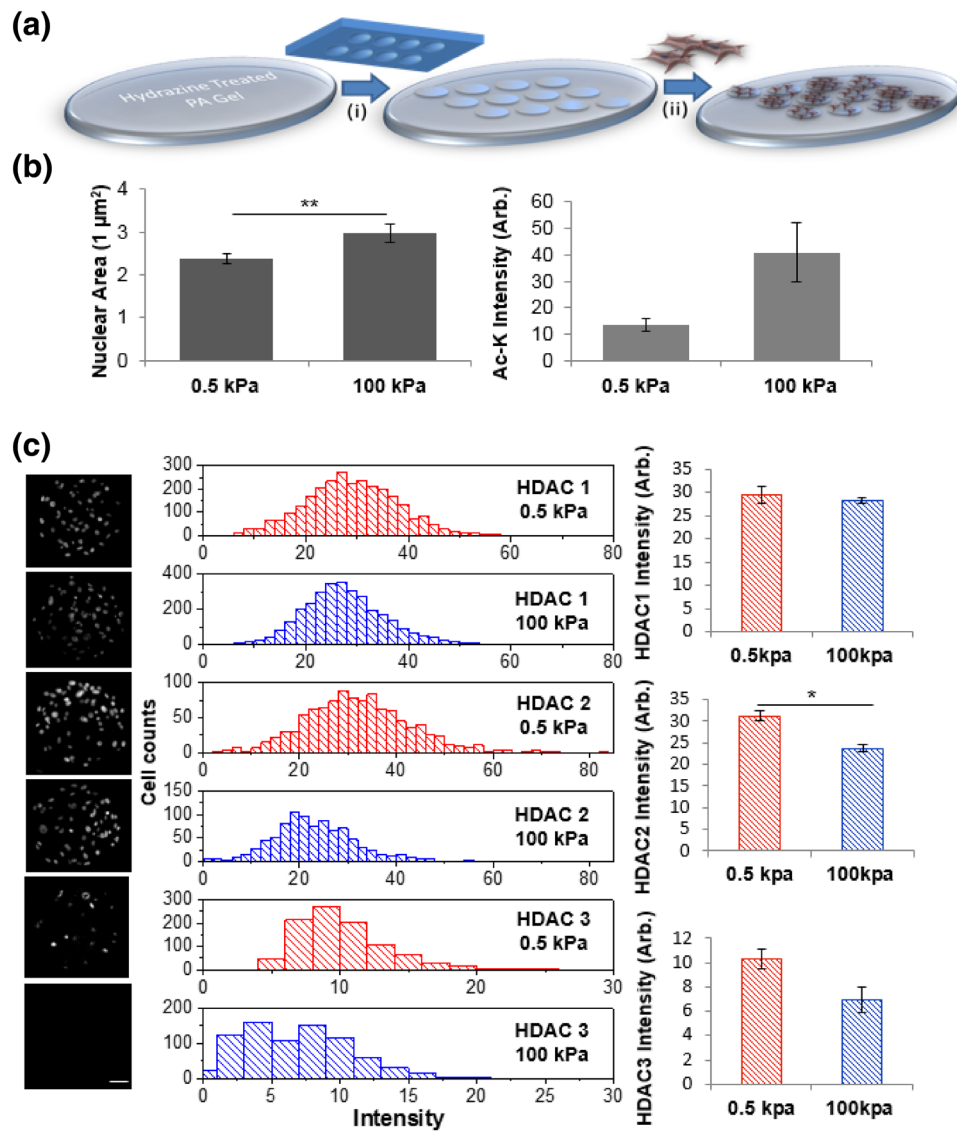 (a)
Hydrazine Treated
PA Gel
(i)
(ii)
(b)
Nuclear Area (1 µm²)
4
3
2
1
0
**
0.5 kPa
100 kPa
Ac-K Intensity (Arb.)
60
50
40
30
20
10
0
0.5 kPa
100 kPa
(c)
Cell counts
300
200
100
0
HDAC 1
0.5 kPa
0
20
40
60
80
400
200
0
HDAC 1
100 kPa
0
20
40
60
80
100
50
0
HDAC 2
0.5 kPa
0
20
40
60
80
150
100
50
0
HDAC 2
100 kPa
0
20
40
60
80
300
200
100
0
HDAC 3
0.5 kPa
0
10
20
30
200
100
0
HDAC 3
100 kPa
0
5
10
15
20
25
30
Intensity
HDAC1 Intensity (Arb.)
35
30
25
20
15
10
5
0
0.5kpa
100kpa
HDAC2 Intensity (Arb.)
35
30
25
20
15
10
5
0
*
0.5 kpa
100kpa
HDAC3 Intensity (Arb.)
12
10
8
6
4
2
0
0.5 kPa
100kpa